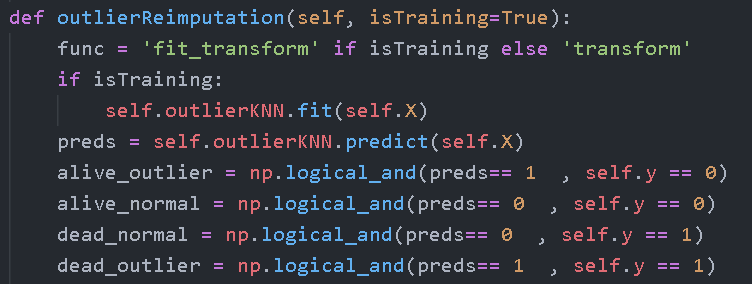 def outlierReimputation(self, isTraining=True):
    func = 'fit_transform' if isTraining else 'transform'
    if isTraining:
        self.outlierKNN.fit(self.X)
    preds = self.outlierKNN.predict(self.X)
    alive_outlier = np.logical_and(preds== 1  , self.y == 0)
    alive_normal = np.logical_and(preds== 0  , self.y == 0)
    dead_normal = np.logical_and(preds== 0  , self.y == 1)
    dead_outlier = np.logical_and(preds== 1  , self.y == 1)